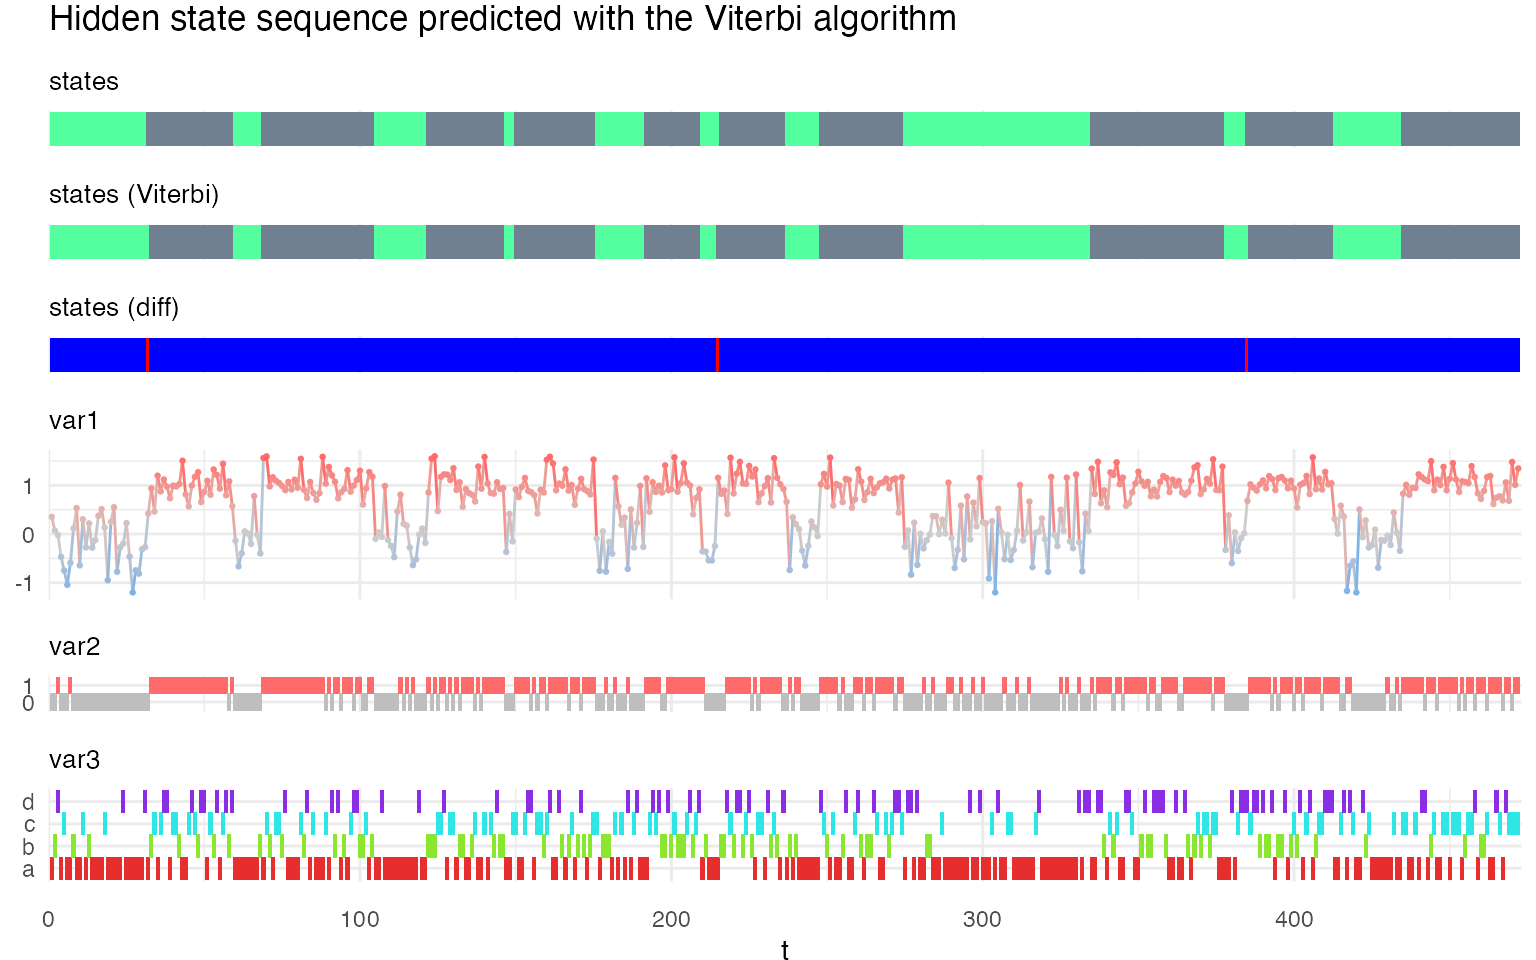 Hidden state sequence predicted with the Viterbi algorithm
states
states (Viterbi)
states (diff)
var1
1
0
-1
var2
1
0
var3
d
c
b
a
0 100 200 300 400
t